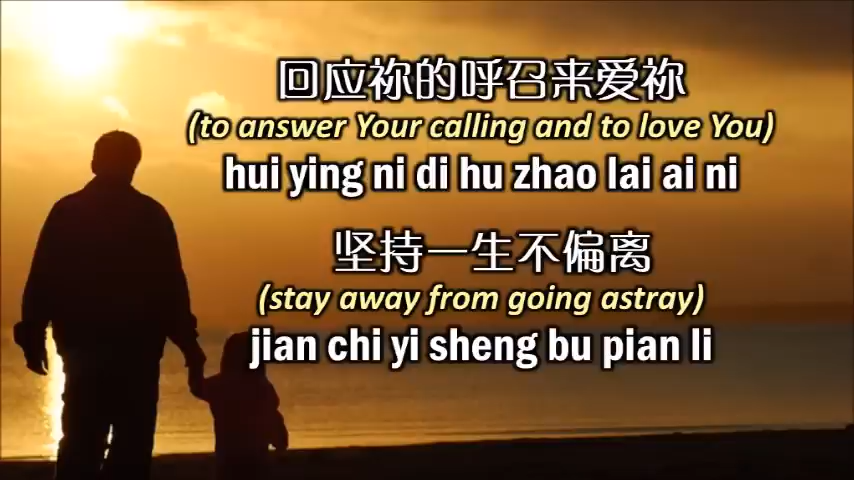 回应祢的呼召来爱祢
(to answer Your calling and to love You)
hui ying ni di hu zhao lai ai ni
坚持一生不偏离
(stay away from going astray)
jian chi yi sheng bu pian li